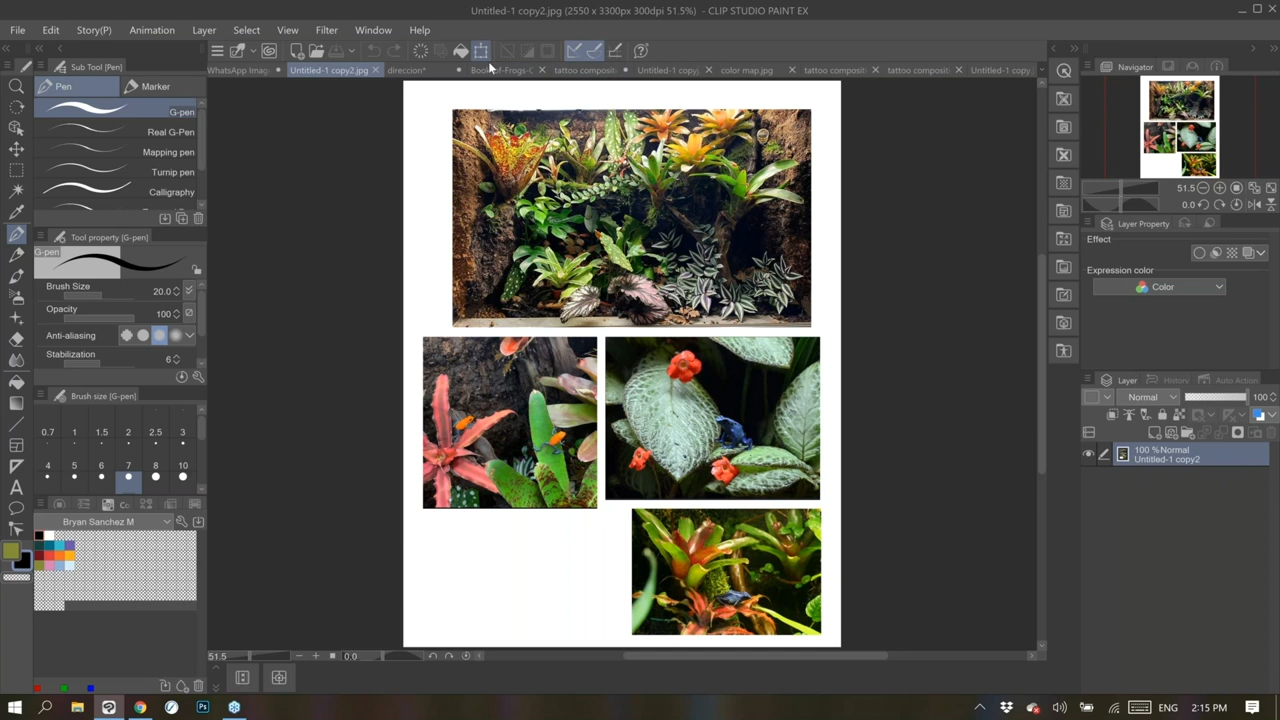 Untitled-1 copy2.jpg (2550 x 3300px 300dpi 51.5%) - CLIP STUDIO PAINT EX
File Edit Story(P) Animation Layer Select View Filter Window Help
Sub Tool [Pen]
WhatsApp Imag Untitled-1 copy2.jpg direccion* tattoo composit Untitled-1 copy color map.jpg tattoo composit tattoo composit Untitled-1 copy
Navigator
Pen Marker
G-pen
Real G-Pen
Mapping pen
Turnip pen
Calligraphy
51.5
0.0
Tool property [G-pen]
G-pen
Layer Property
Effect
Brush Size 20.0
Expression color
Color
Opacity 100
Anti-aliasing
Stabilization 6
Brush size [G-pen]
0.7 1 1.5 2 2.5 3
4 5 6 7 8 10
Layer History Auto Action
Normal 100
100 %Normal
Untitled-1 copy2
Bryan Sanchez M
51.5 0.0
ENG 2:15 PM